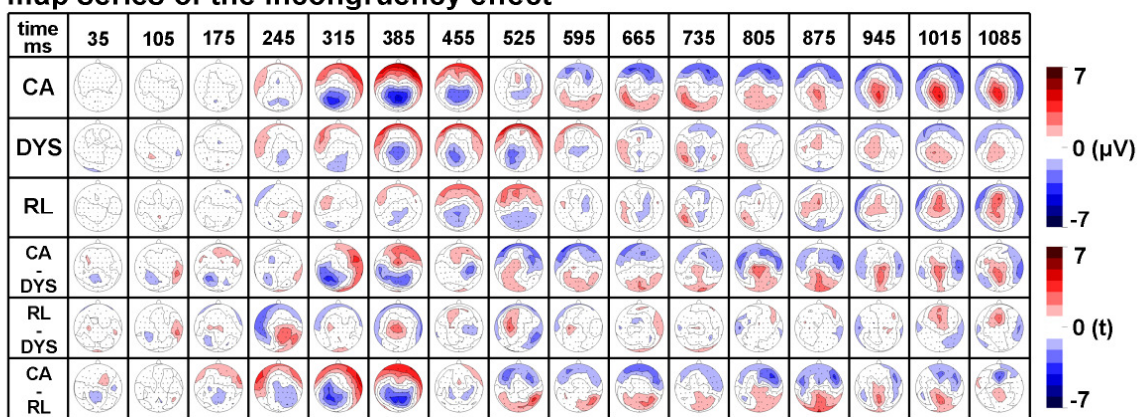 map series of the incongruency effect
time ms 35 105 175 245 315 385 455 525 595 665 735 805 875 945 1015 1085
CA
DYS
RL
CA - DYS
RL - DYS
CA - RL
7
0 (µV)
-7
7
0 (t)
-7